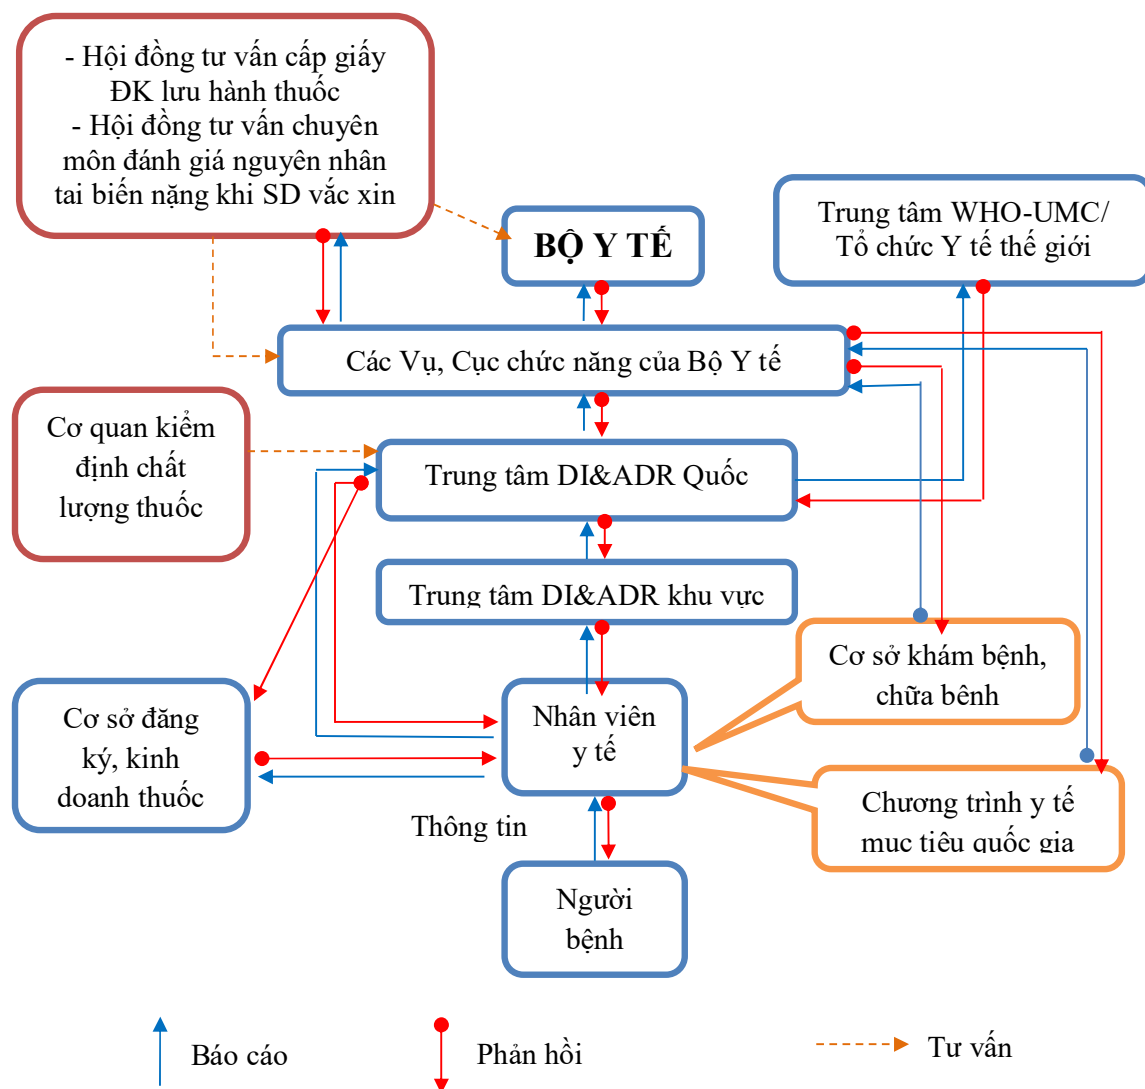 - Hội đồng tư vấn cấp giấy
ĐK lưu hành thuốc
- Hội đồng tư vấn chuyên
môn đánh giá nguyên nhân
tai biến nặng khi SD vắc xin
BỘ Y TẾ
Trung tâm WHO-UMC/
Tổ chức Y tế thế giới
Các Vụ, Cục chức năng của Bộ Y tế
Cơ quan kiểm
định chất
lượng thuốc
Trung tâm DI&ADR Quốc
Trung tâm DI&ADR khu vực
Cơ sở khám bệnh,
chữa bênh
Cơ sở đăng
ký, kinh
doanh thuốc
Nhân viên
y tế
Chương trình y tế
mục tiêu quốc gia
Thông tin
Người
bệnh
Báo cáo
Phản hồi
Tư vấn